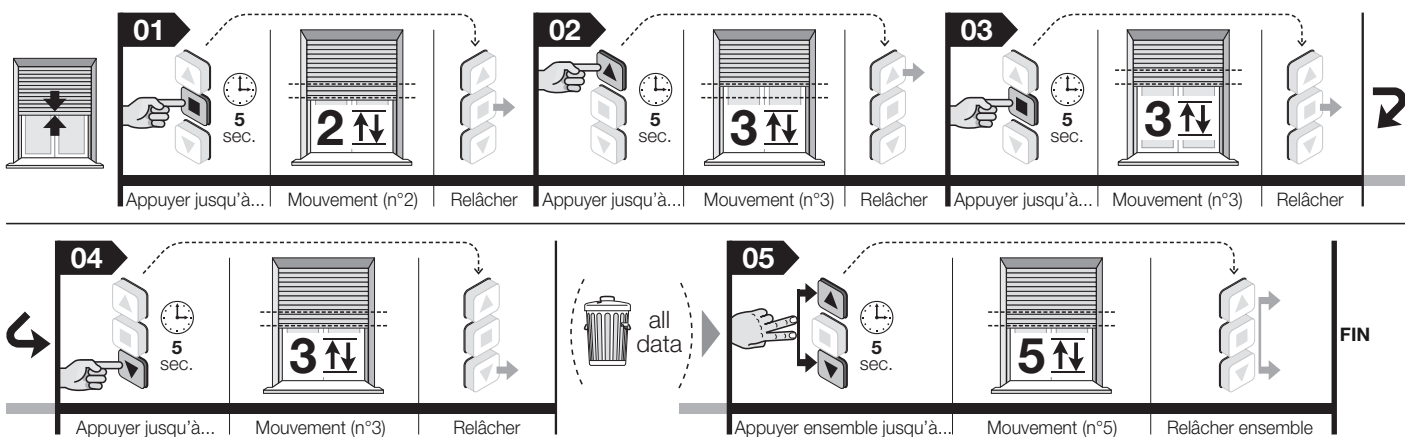 01
5
sec.
2
Appuyer jusqu'à...
Mouvement (n°2)
Relâcher
02
5
sec.
3
Appuyer jusqu'à...
Mouvement (n°3)
Relâcher
03
5
sec.
3
Appuyer jusqu'à...
Mouvement (n°3)
Relâcher
04
5
sec.
3
Appuyer jusqu'à...
Mouvement (n°3)
Relâcher
all
data
05
5
sec.
5
Appuyer ensemble jusqu'à...
Mouvement (n°5)
Relâcher ensemble
FIN